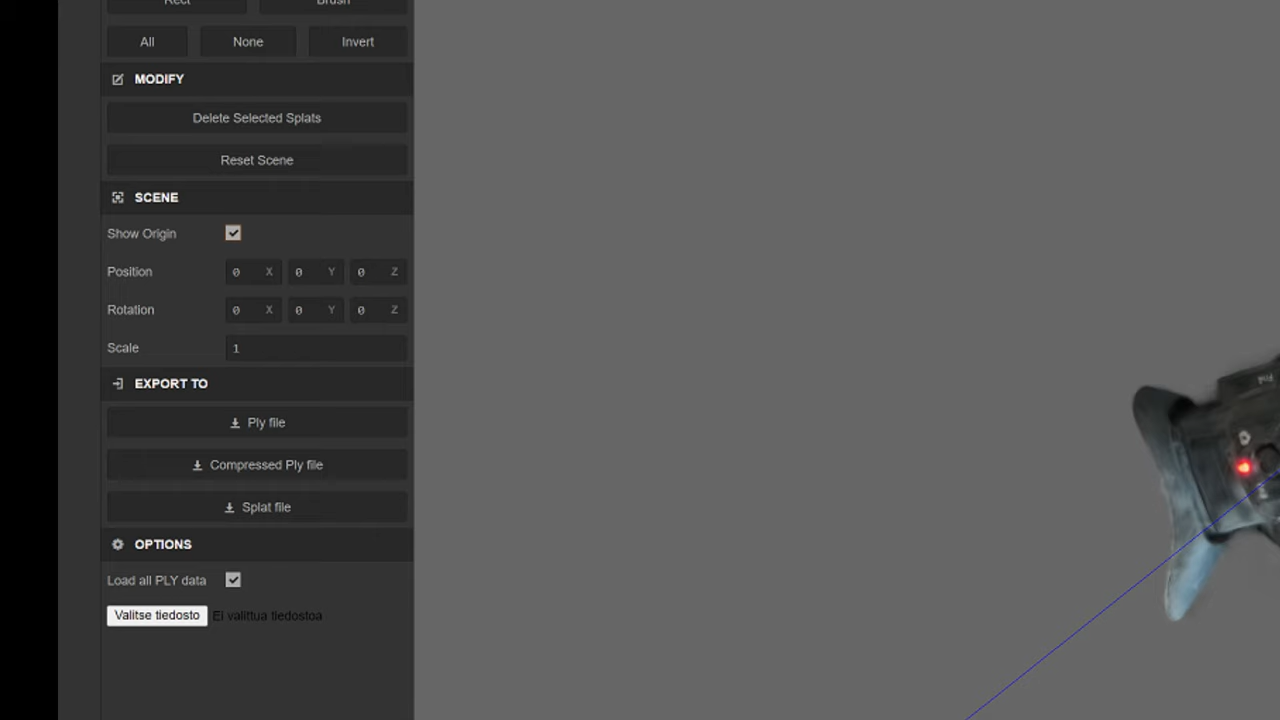 Rect Brush
All None Invert
MODIFY
Delete Selected Splats
Reset Scene
SCENE
Show Origin
Position 0 X 0 Y 0 Z
Rotation 0 X 0 Y 0 Z
Scale 1
EXPORT TO
Ply file
Compressed Ply file
Splat file
OPTIONS
Load all PLY data
Valitse tiedosto Ei valittua tiedostoa